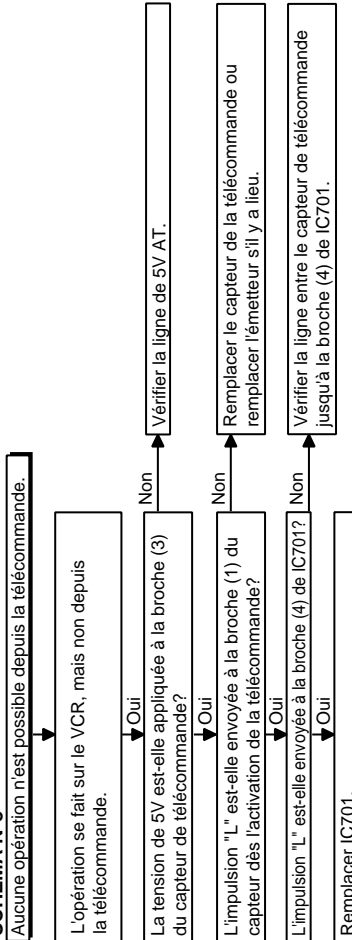 Aucune opération n'est possible depuis la télécommande.
L'opération se fait sur le VCR, mais non depuis
la télécommande.
Oui
La tension de 5V est-elle appliquée à la broche (3)
du capteur de télécommande?
Non
Vérifier la ligne de 5V AT.
Oui
L'impulsion "L" est-elle envoyée à la broche (1) du
capteur dès l'activation de la télécommande?
Non
Remplacer le capteur de la télécommande ou
remplacer l'émetteur s'il y a lieu.
Oui
L'impulsion "L" est-elle envoyée à la broche (4) de IC701?
Non
Vérifier la ligne entre le capteur de télécommande
jusqu'à la broche (4) de IC701.
Oui
Remplacer IC701.